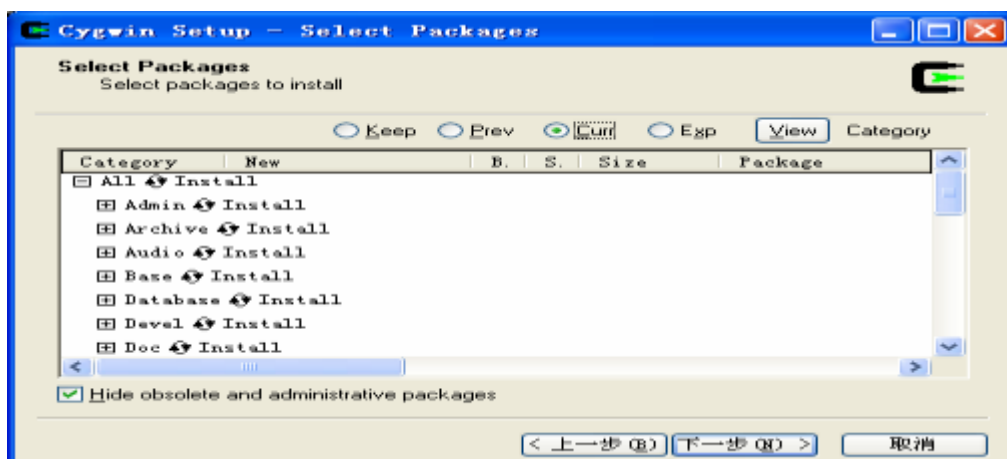 Cygwin Setup - Select Packages
Select Packages
Select packages to install
Keep Prev Curr Exp View Category
Category New B. S. Size Package
All Install
Admin Install
Archive Install
Audio Install
Base Install
Database Install
Devel Install
Doc Install
Hide obsolete and administrative packages
< 上一步(B) 下一步(N) > 取消